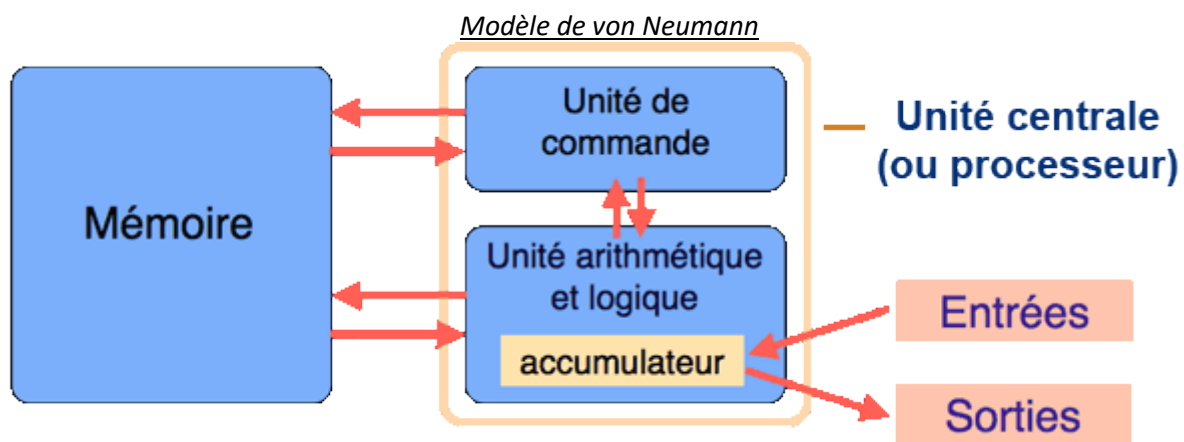 Modèle de von Neumann
Mémoire
Unité de
commande
Unité centrale
(ou processeur)
Unité arithmétique
et logique
accumulateur
Entrées
Sorties